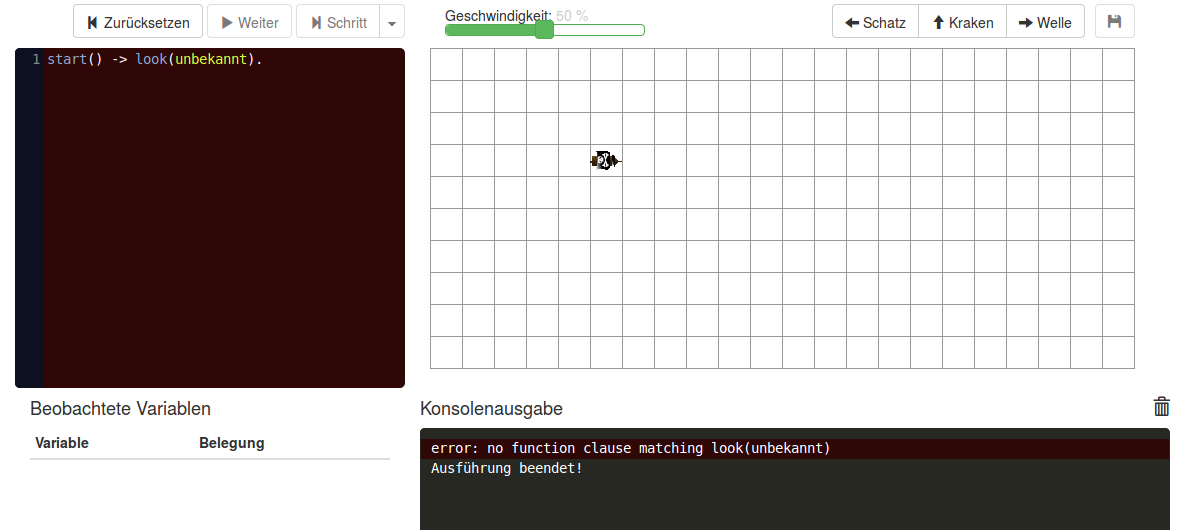 Zurücksetzen Weiter Schritt
Geschwindigkeit: 50 %
Schatz Kraken Welle
1 start() -> look(unbekannt).
Beobachtete Variablen
Variable Belegung
Konsolenausgabe
error: no function clause matching look(unbekannt)
Ausführung beendet!